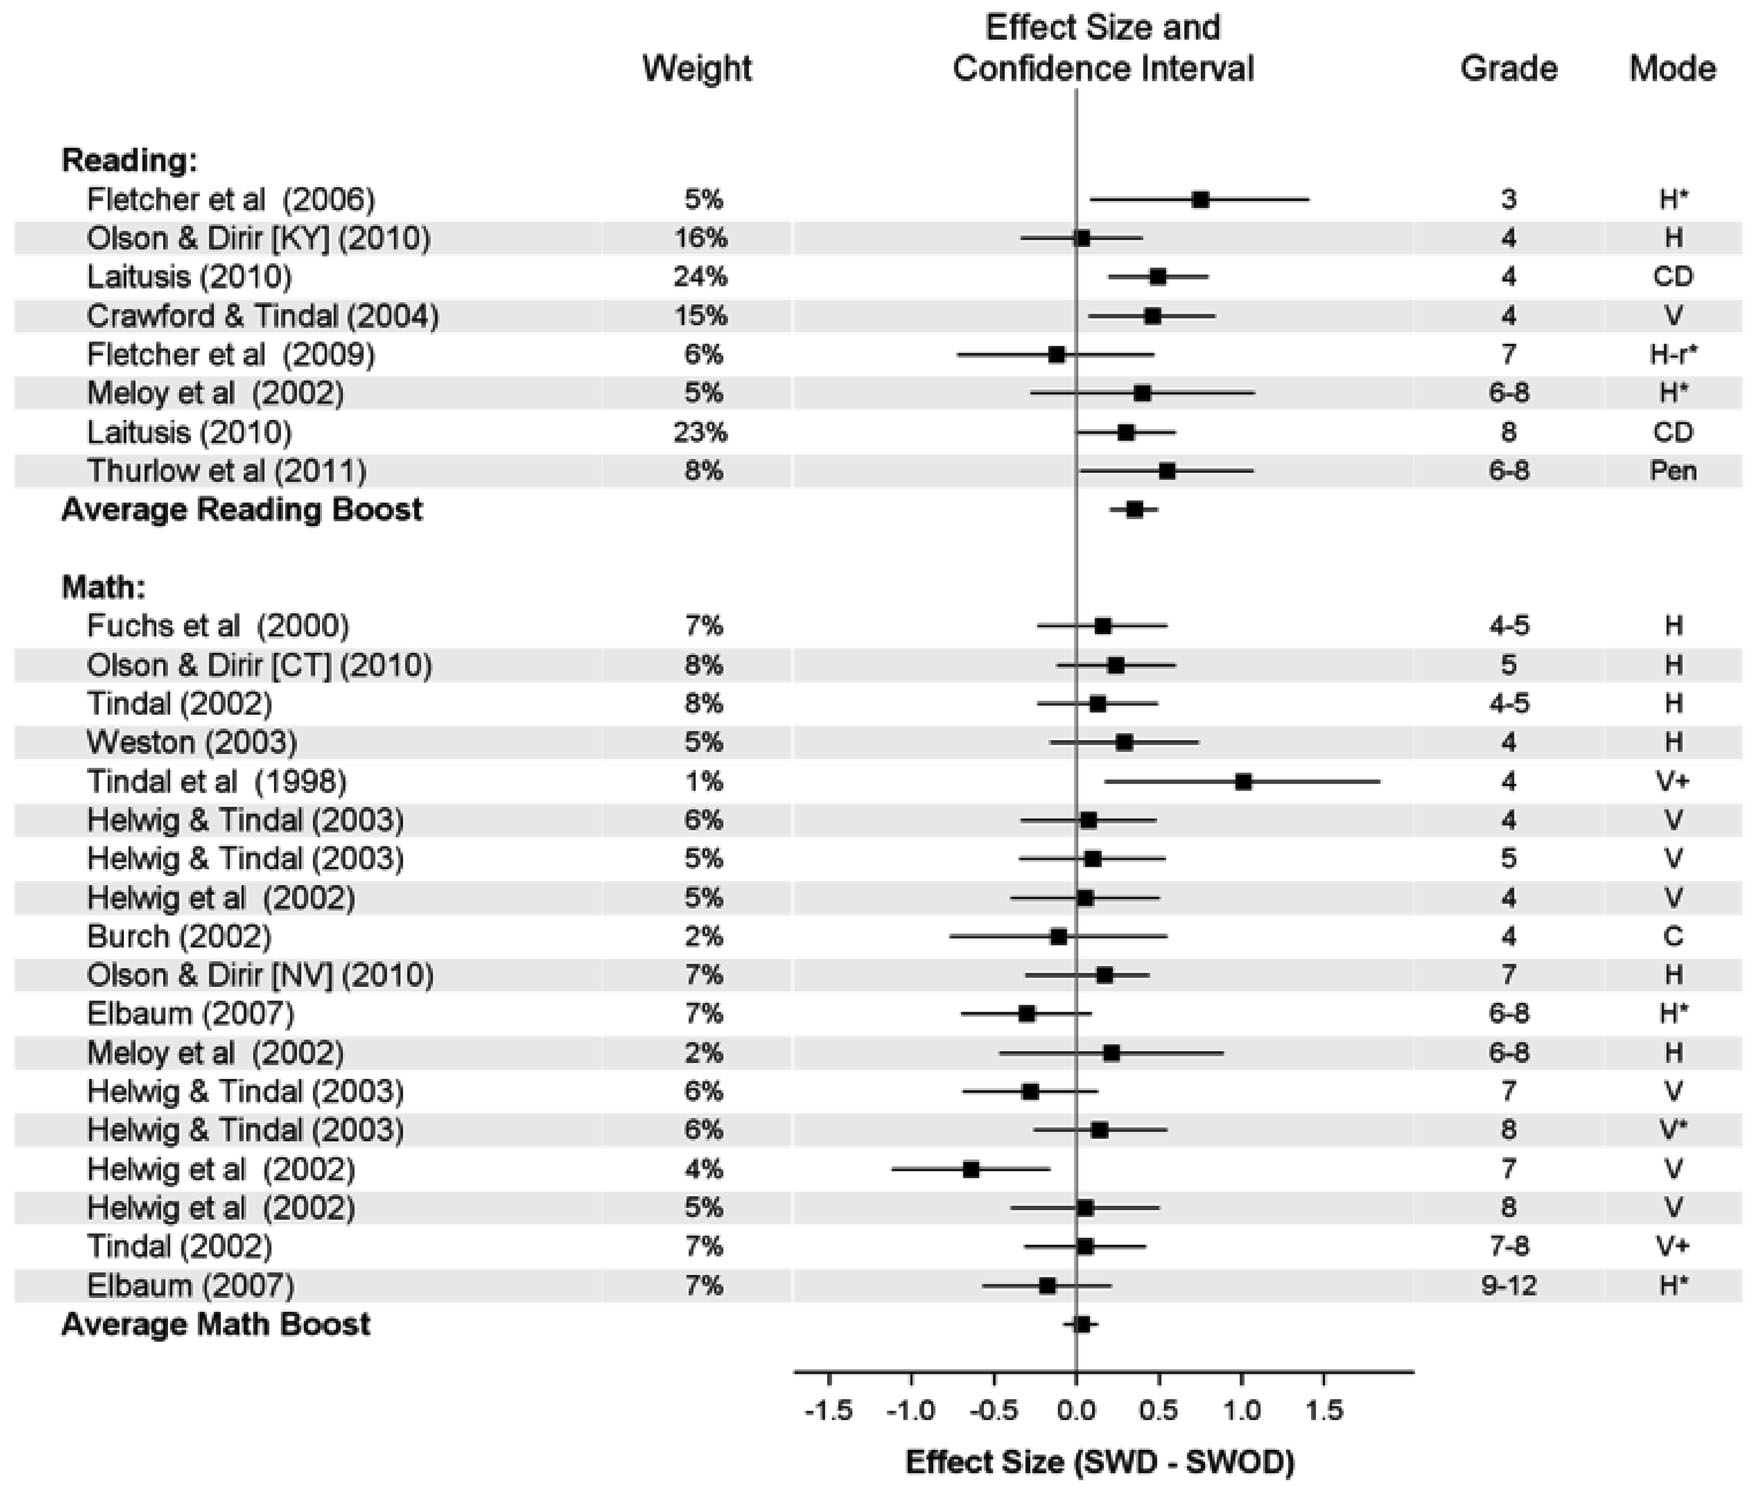 Effect Size and
Weight Confidence Interval Grade Mode
Reading:
Fletcher et al (2006) 5% 3 H*
Olson & Dirir [KY] (2010) 16% 4 H
Laitusis (2010) 24% 4 CD
Crawford & Tindal (2004) 15% 4 V
Fletcher et al (2009) 6% 7 H-r*
Meloy et al (2002) 5% 6-8 H*
Laitusis (2010) 23% 8 CD
Thurlow et al (2011) 8% 6-8 Pen
Average Reading Boost
Math:
Fuchs et al (2000) 7% 4-5 H
Olson & Dirir [CT] (2010) 8% 5 H
Tindal (2002) 8% 4-5 H
Weston (2003) 5% 4 H
Tindal et al (1998) 1% 4 V+
Helwig & Tindal (2003) 6% 4 V
Helwig & Tindal (2003) 5% 5 V
Helwig et al (2002) 5% 4 V
Burch (2002) 2% 4 C
Olson & Dirir [NV] (2010) 7% 7 H
Elbaum (2007) 7% 6-8 H*
Meloy et al (2002) 2% 6-8 H
Helwig & Tindal (2003) 6% 7 V
Helwig & Tindal (2003) 6% 8 V*
Helwig et al (2002) 4% 7 V
Helwig et al (2002) 5% 8 V
Tindal (2002) 7% 7-8 V+
Elbaum (2007) 7% 9-12 H*
Average Math Boost
-1.5 -1.0 -0.5 0.0 0.5 1.0 1.5
Effect Size (SWD - SWOD)